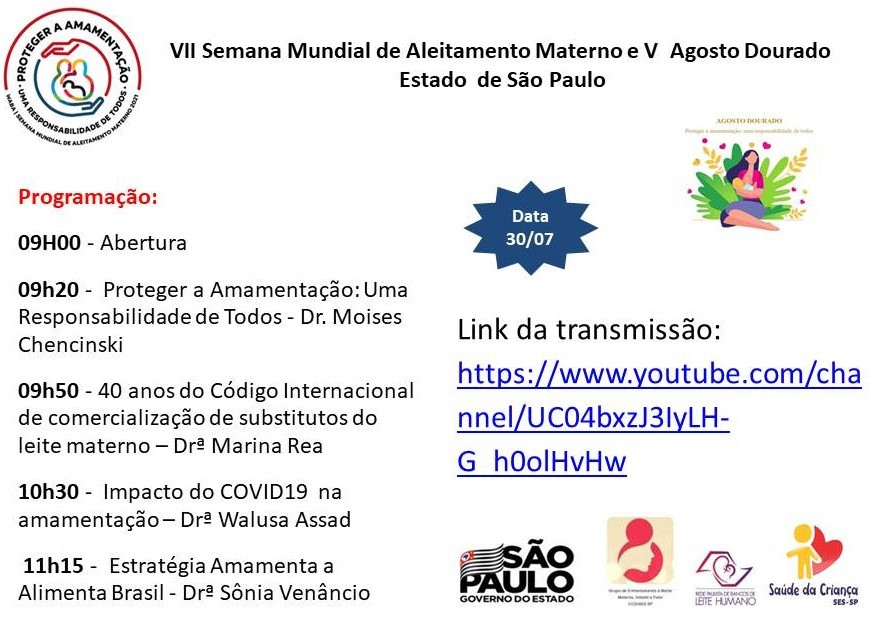 PROTEGER A AMAMENTAÇÃO:
UMA RESPONSABILIDADE DE TODOS
WABA | SEMANA MUNDIAL DE ALEITAMENTO MATERNO 2021
VII Semana Mundial de Aleitamento Materno e V Agosto Dourado
Estado de São Paulo
AGOSTO DOURADO
Proteger a amamentação: uma responsabilidade de todos.
Programação:
09H00 - Abertura
09h20 - Proteger a Amamentação: Uma
Responsabilidade de Todos - Dr. Moises
Chencinski
09h50 - 40 anos do Código Internacional
de comercialização de substitutos do
leite materno – Drª Marina Rea
10h30 - Impacto do COVID19 na
amamentação – Drª Walusa Assad
11h15 - Estratégia Amamenta a
Alimenta Brasil - Drª Sônia Venâncio
Data
30/07
Link da transmissão:
https://www.youtube.com/cha
nnel/UC04bxzJ3IyLH-
G_h0olHvHw
SÃO
PAULO
GOVERNO DO ESTADO
Grupo de Enfrentamento à Morte
Materna, Infantil e Fetal
REDE PAULISTA DE BANCOS DE
LEITE HUMANO
Saúde da Criança
SES-SP